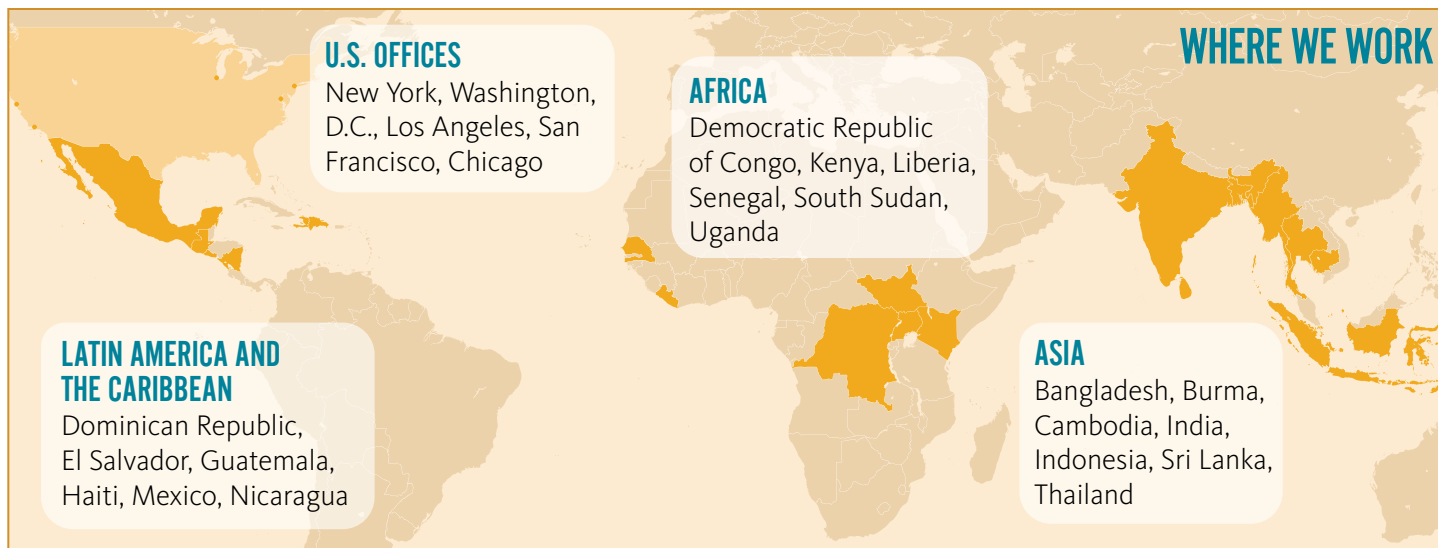 WHERE WE WORK
U.S. OFFICES
New York, Washington,
D.C., Los Angeles, San
Francisco, Chicago
AFRICA
Democratic Republic
of Congo, Kenya, Liberia,
Senegal, South Sudan,
Uganda
LATIN AMERICA AND
THE CARIBBEAN
Dominican Republic,
El Salvador, Guatemala,
Haiti, Mexico, Nicaragua
ASIA
Bangladesh, Burma,
Cambodia, India,
Indonesia, Sri Lanka,
Thailand